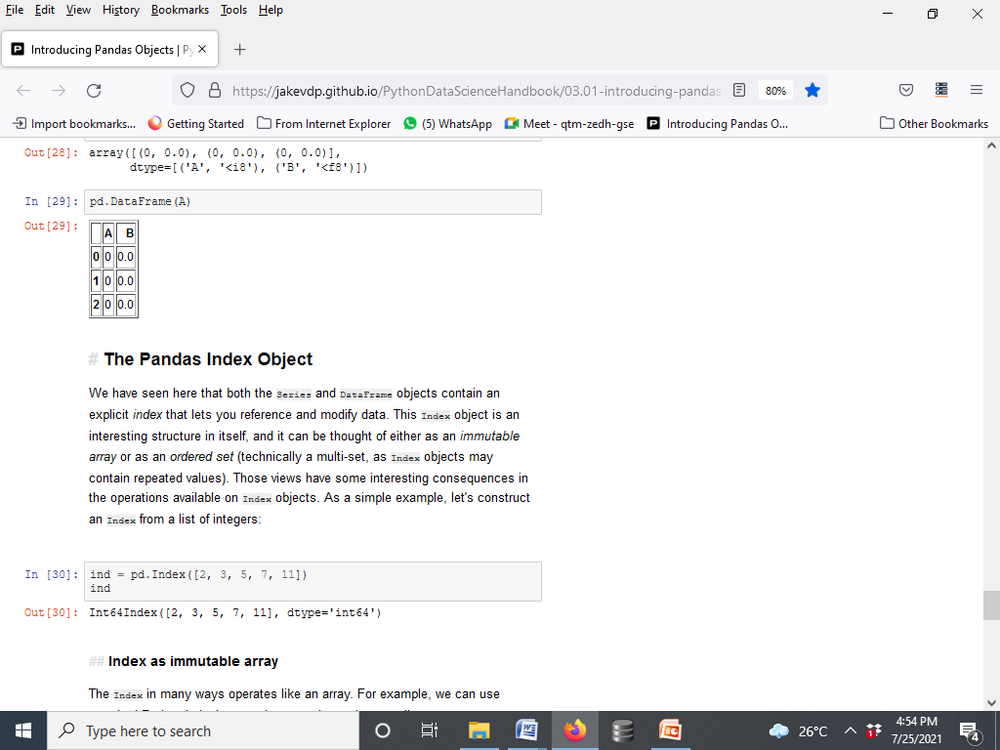 File Edit View History Bookmarks Tools Help
Introducing Pandas Objects | Py
https://jakevdp.github.io/PythonDataScienceHandbook/03.01-introducing-pandas
80%
Import bookmarks... Getting Started From Internet Explorer (5) WhatsApp Meet - qtm-zedh-gse Introducing Pandas O... Other Bookmarks
Out[28]: array([(0, 0.0), (0, 0.0), (0, 0.0)],
dtype=[('A', '<i8'), ('B', '<f8')])
In [29]: pd.DataFrame(A)
Out[29]:
A B
0 0 0.0
1 0 0.0
2 0 0.0
# The Pandas Index Object
We have seen here that both the Series and DataFrame objects contain an
explicit index that lets you reference and modify data. This Index object is an
interesting structure in itself, and it can be thought of either as an immutable
array or as an ordered set (technically a multi-set, as Index objects may
contain repeated values). Those views have some interesting consequences in
the operations available on Index objects. As a simple example, let's construct
an Index from a list of integers:
In [30]: ind = pd.Index([2, 3, 5, 7, 11])
ind
Out[30]: Int64Index([2, 3, 5, 7, 11], dtype='int64')
## Index as immutable array
The Index in many ways operates like an array. For example, we can use
Type here to search
26°C
1
4:54 PM
7/25/2021
4